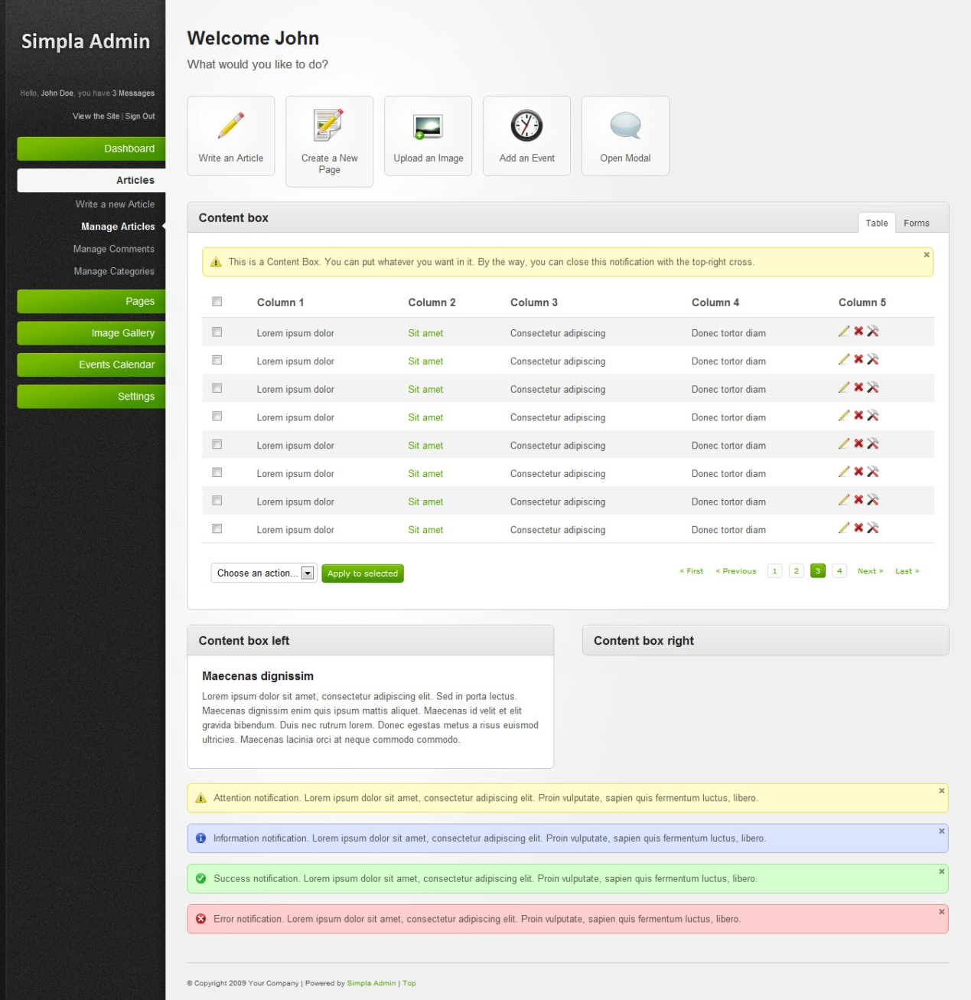 Simpla Admin
Hello, John Doe, you have 3 Messages
View the Site | Sign Out
Dashboard
Articles
Write a new Article
Manage Articles
Manage Comments
Manage Categories
Pages
Image Gallery
Events Calendar
Settings
Welcome John
What would you like to do?
Write an Article
Create a New
Page
Upload an Image
Add an Event
Open Modal
Content box
Table Forms
This is a Content Box. You can put whatever you want in it. By the way, you can close this notification with the top-right cross.
Column 1 Column 2 Column 3 Column 4 Column 5
Lorem ipsum dolor Sit amet Consectetur adipiscing Donec tortor diam
Lorem ipsum dolor Sit amet Consectetur adipiscing Donec tortor diam
Lorem ipsum dolor Sit amet Consectetur adipiscing Donec tortor diam
Lorem ipsum dolor Sit amet Consectetur adipiscing Donec tortor diam
Lorem ipsum dolor Sit amet Consectetur adipiscing Donec tortor diam
Lorem ipsum dolor Sit amet Consectetur adipiscing Donec tortor diam
Lorem ipsum dolor Sit amet Consectetur adipiscing Donec tortor diam
Lorem ipsum dolor Sit amet Consectetur adipiscing Donec tortor diam
Choose an action... Apply to selected « First « Previous 1 2 3 4 Next » Last »
Content box left
Maecenas dignissim
Lorem ipsum dolor sit amet, consectetur adipiscing elit. Sed in porta lectus.
Maecenas dignissim enim quis ipsum mattis aliquet. Maecenas id velit et elit
gravida bibendum. Duis nec rutrum lorem. Donec egestas metus a risus euismod
ultricies. Maecenas lacinia orci at neque commodo commodo.
Content box right
Attention notification. Lorem ipsum dolor sit amet, consectetur adipiscing elit. Proin vulputate, sapien quis fermentum luctus, libero.
Information notification. Lorem ipsum dolor sit amet, consectetur adipiscing elit. Proin vulputate, sapien quis fermentum luctus, libero.
Success notification. Lorem ipsum dolor sit amet, consectetur adipiscing elit. Proin vulputate, sapien quis fermentum luctus, libero.
Error notification. Lorem ipsum dolor sit amet, consectetur adipiscing elit. Proin vulputate, sapien quis fermentum luctus, libero.
© Copyright 2009 Your Company | Powered by Simpla Admin | Top